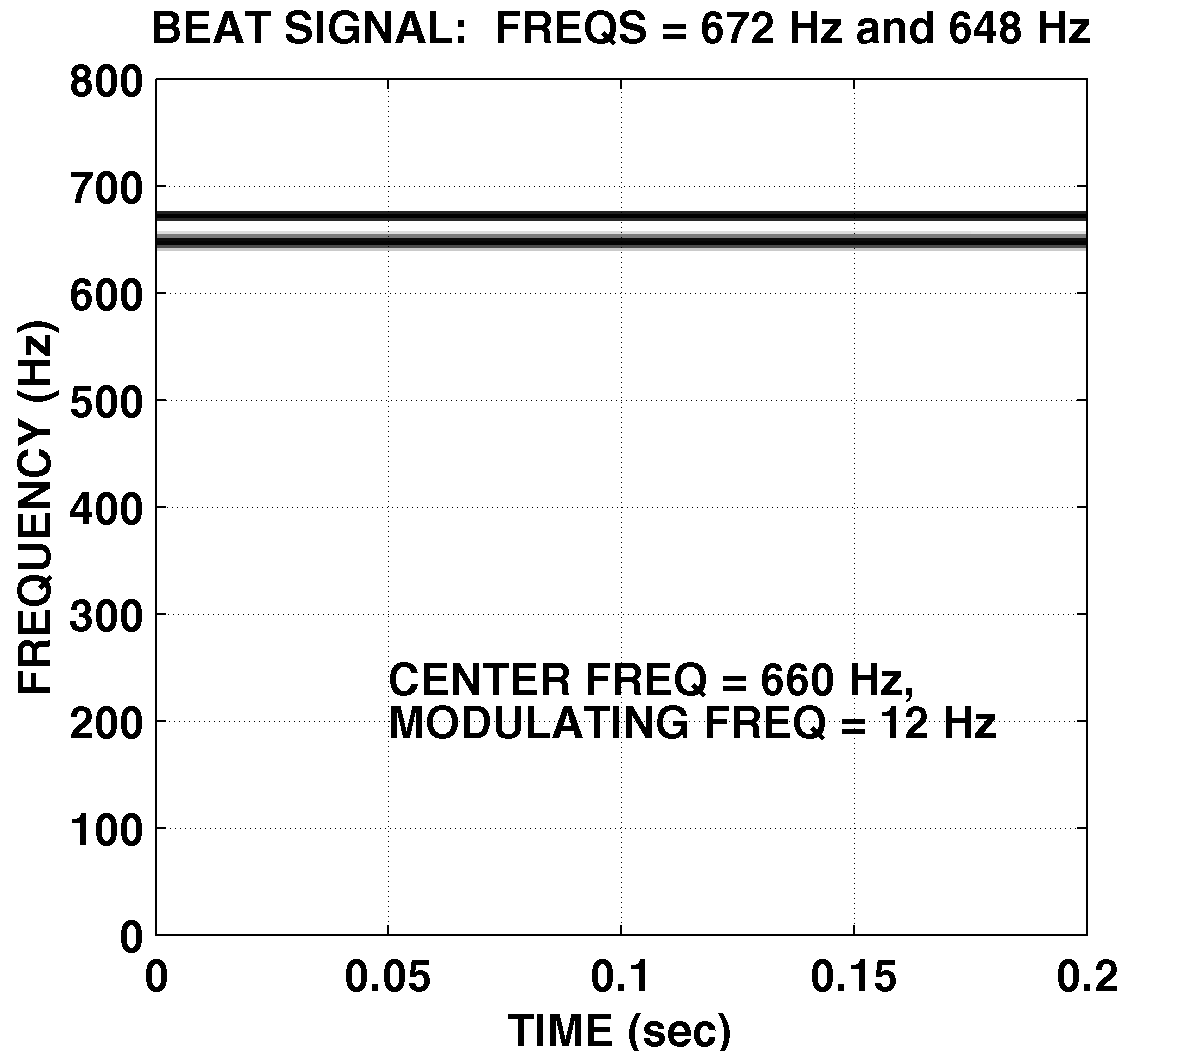 BEAT SIGNAL: FREQS = 672 Hz and 648 Hz
800
700
600
500
400
300
200
100
0
FREQUENCY (Hz)
CENTER FREQ = 660 Hz,
MODULATING FREQ = 12 Hz
0 0.05 0.1 0.15 0.2
TIME (sec)